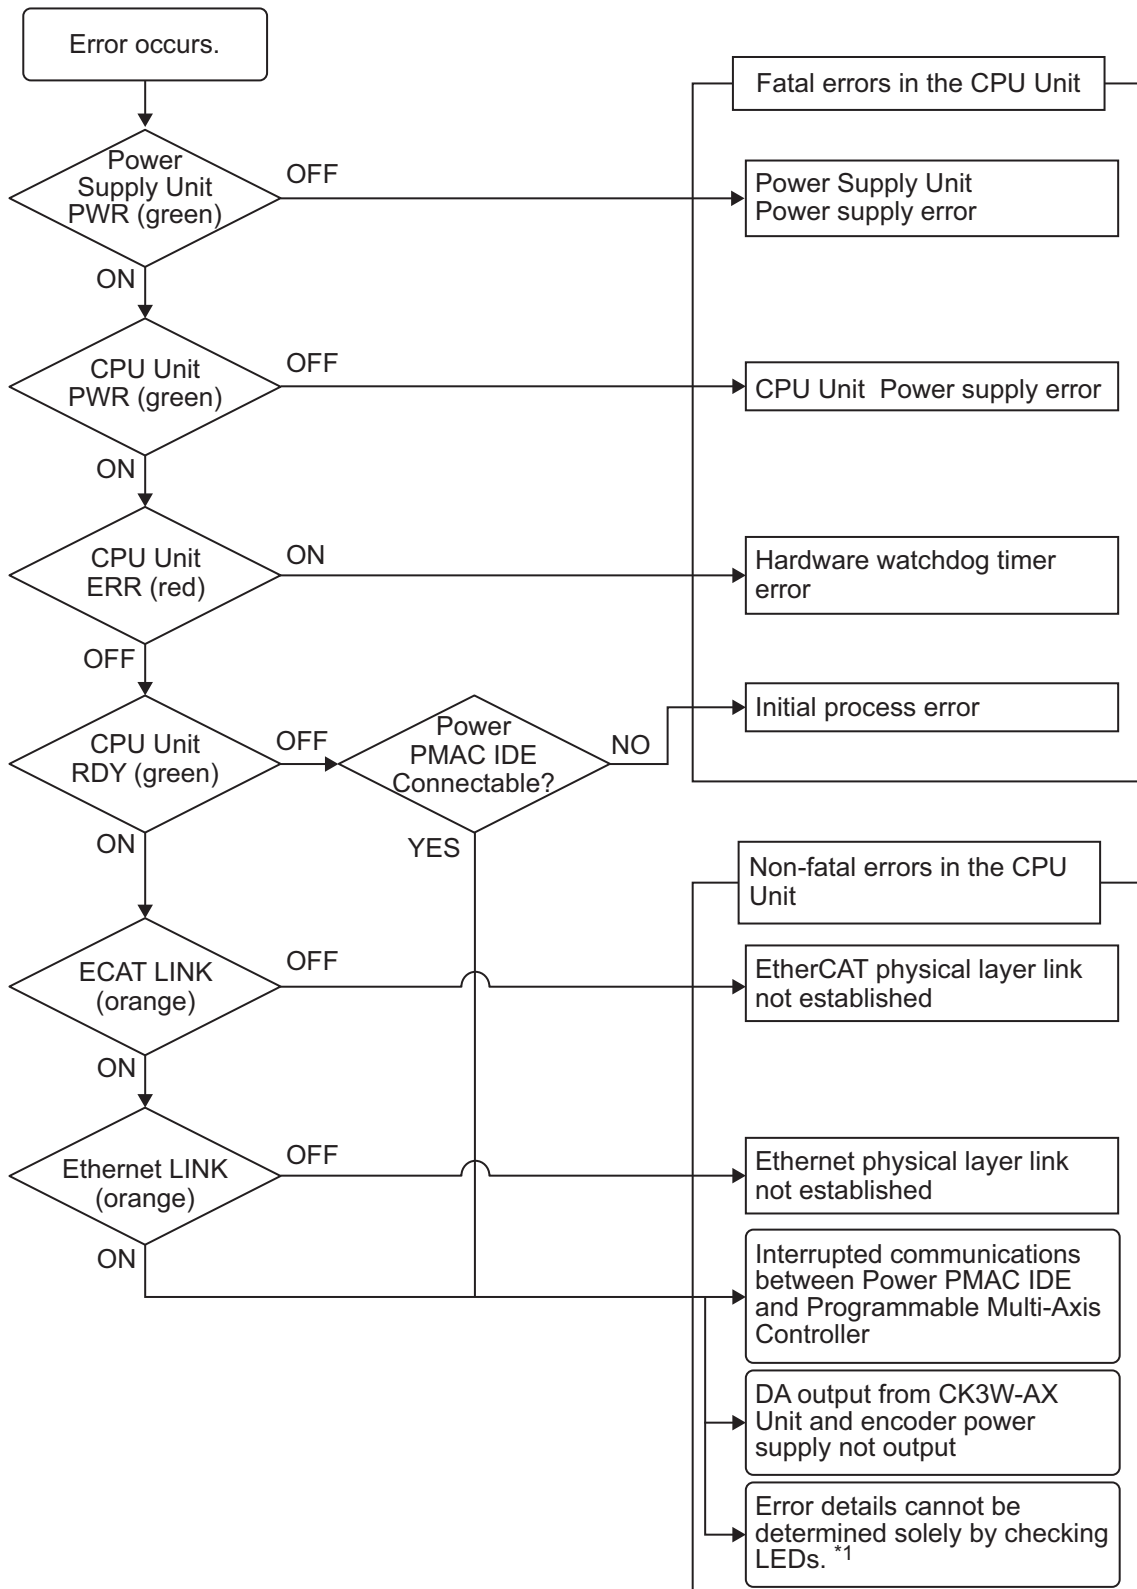 Error occurs.
Fatal errors in the CPU Unit
Power
Supply Unit
PWR (green)
OFF
Power Supply Unit
Power supply error
ON
CPU Unit
PWR (green)
OFF
CPU Unit  Power supply error
ON
CPU Unit
ERR (red)
ON
Hardware watchdog timer
error
OFF
CPU Unit
RDY (green)
OFF
Power
PMAC IDE
Connectable?
NO
Initial process error
ON
YES
Non-fatal errors in the CPU
Unit
ECAT LINK
(orange)
OFF
EtherCAT physical layer link
not established
ON
Ethernet LINK
(orange)
OFF
Ethernet physical layer link
not established
ON
Interrupted communications
between Power PMAC IDE
and Programmable Multi-Axis
Controller
DA output from CK3W-AX
Unit and encoder power
supply not output
Error details cannot be
determined solely by checking
LEDs. *1